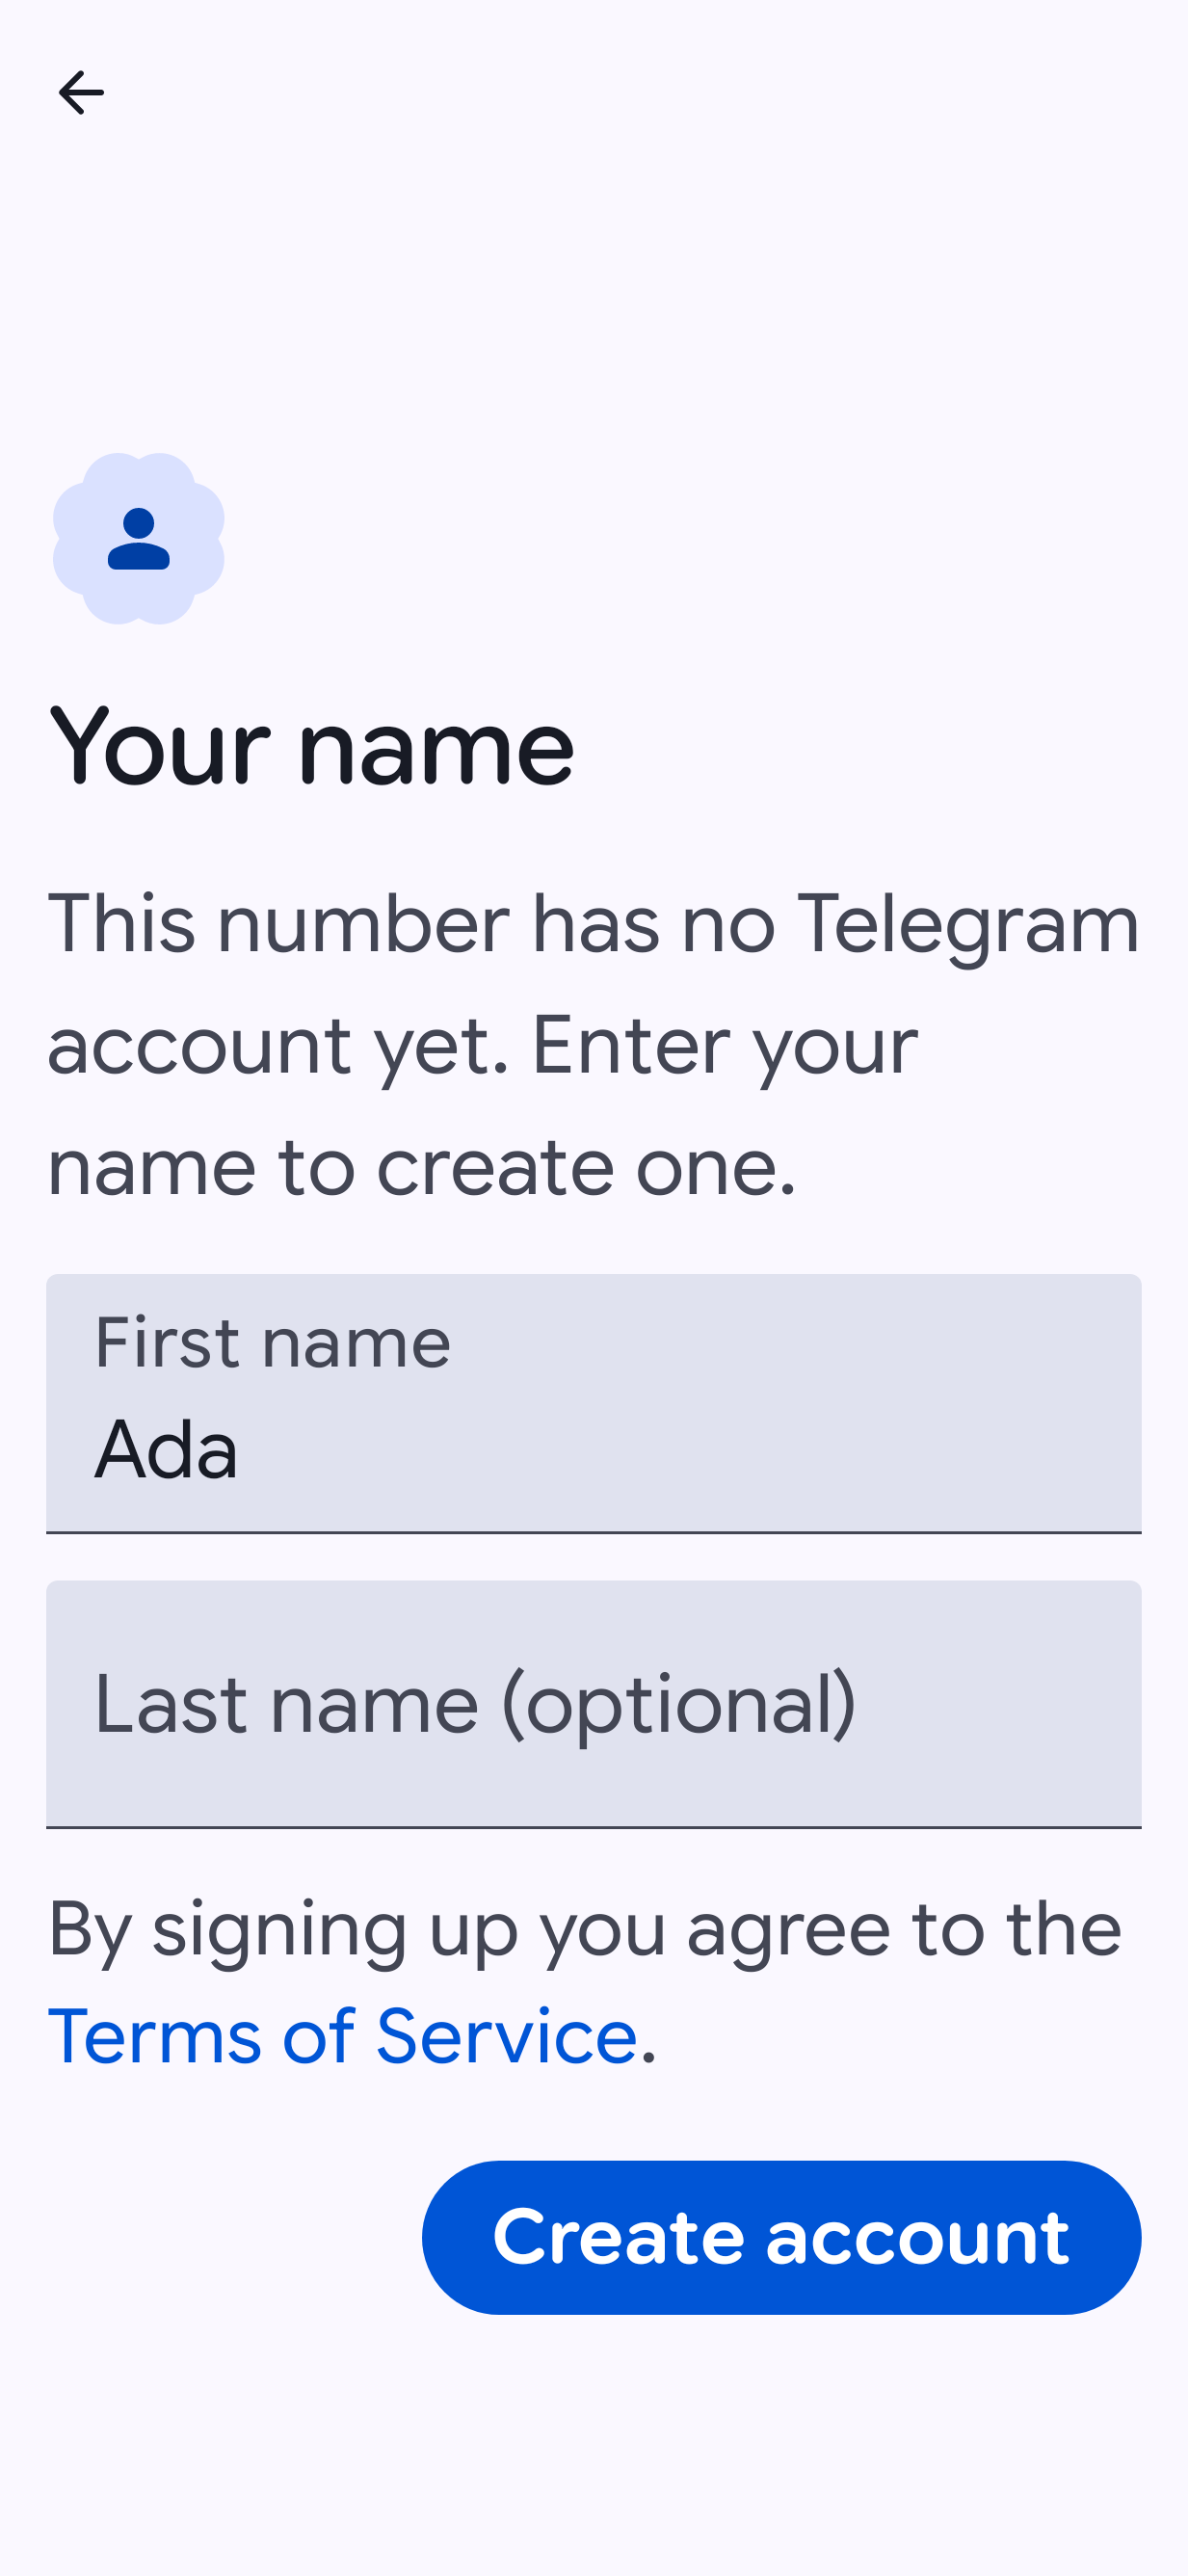 Your name
This number has no Telegram
account yet. Enter your
name to create one.
First name
Ada
Last name (optional)
By signing up you agree to the
Terms of Service.
Create account